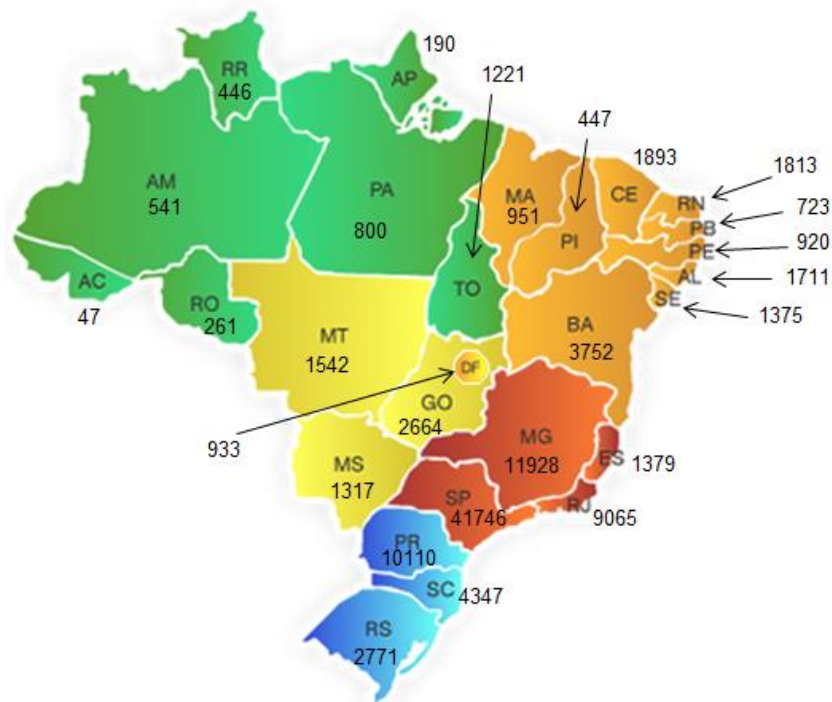 190
RR
446
AP
1221
447
1893
1813
AM
541
PA
800
MA
951
CE
RN
723
PB
PI
PE
920
AC
47
RO
261
TO
AL
1711
SE
1375
MT
1542
BA
3752
DF
GO
2664
933
MS
1317
MG
11928
ES
1379
SP
41746
RJ
9065
PR
10110
SC
4347
RS
2771